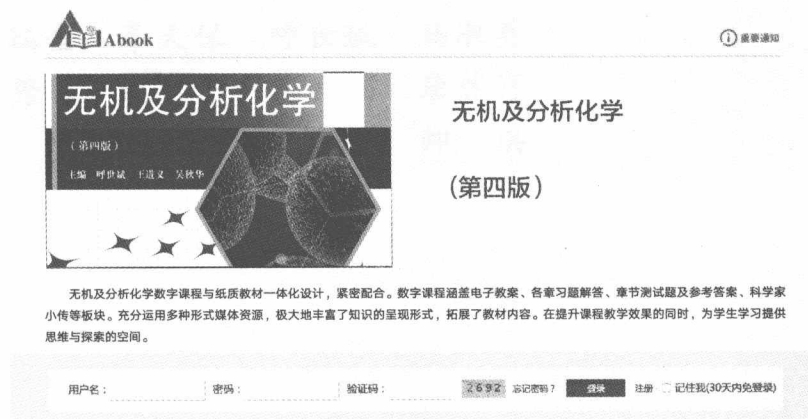 Abook
重要通知
无机及分析化学
（第四版）
主编 呼世斌 王进义 吴秋华
无机及分析化学
（第四版）
无机及分析化学数字课程与纸质教材一体化设计，紧密配合。数字课程涵盖电子教案、各章习题解答、章节测试题及参考答案、科学家
小传等板块。充分运用多种形式媒体资源，极大地丰富了知识的呈现形式，拓展了教材内容。在提升课程教学效果的同时，为学生学习提供
思维与探索的空间。
用户名： 密码： 验证码： 2692 忘记密码？ 登录 注册 记住我(30天内免登录)